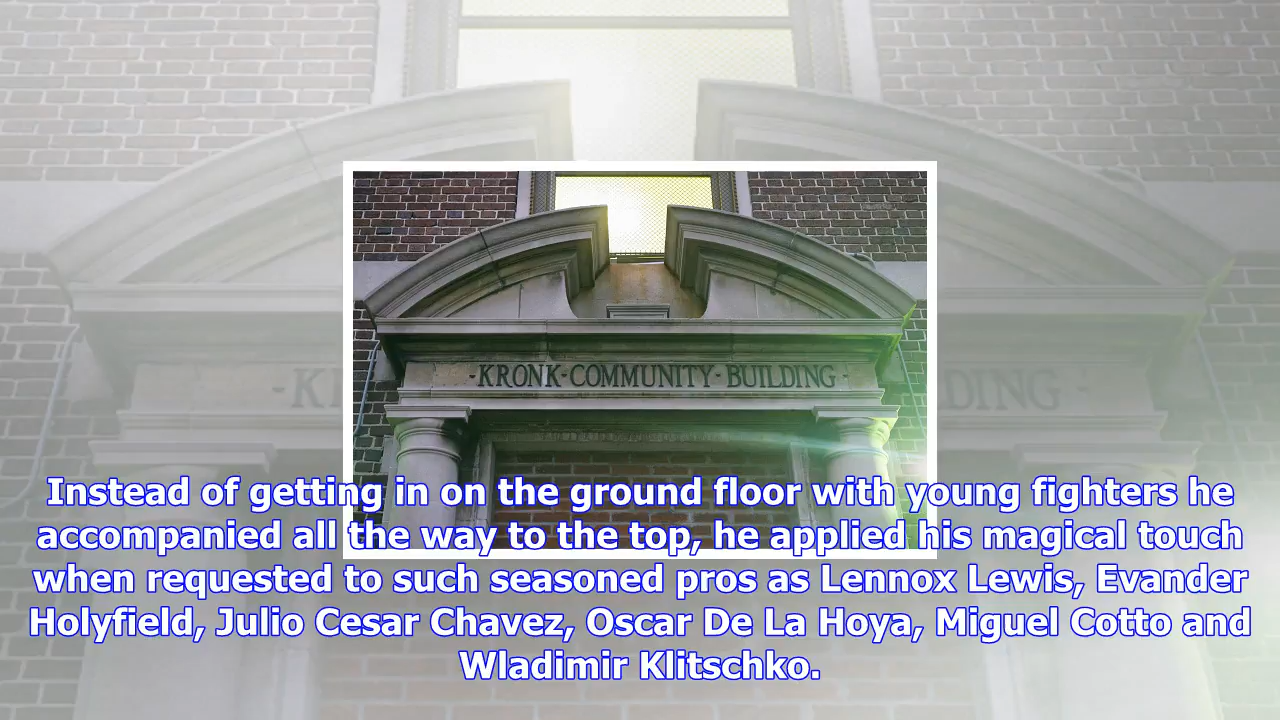 -KRONK-COMMUNITY-BUILDING-
Instead of getting in on the ground floor with young fighters he
accompanied all the way to the top, he applied his magical touch
when requested to such seasoned pros as Lennox Lewis, Evander
Holyfield, Julio Cesar Chavez, Oscar De La Hoya, Miguel Cotto and
Wladimir Klitschko.